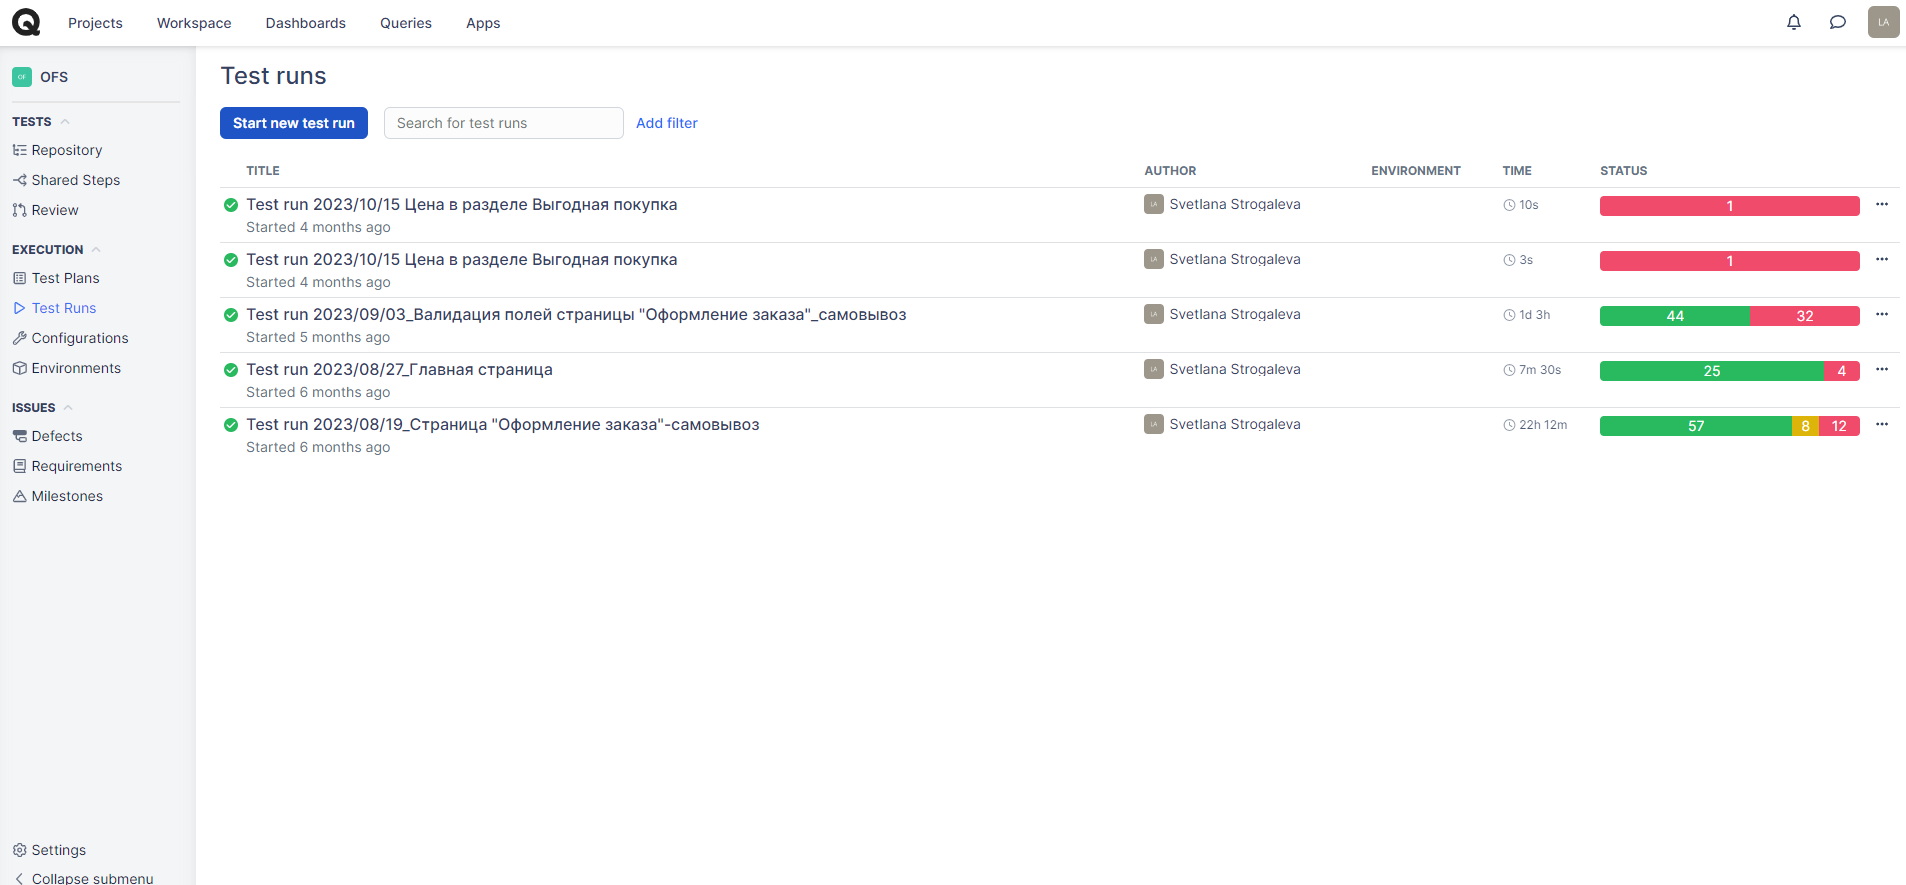 Projects Workspace Dashboards Queries Apps LA
OF OFS
TESTS
Repository
Shared Steps
Review
EXECUTION
Test Plans
Test Runs
Configurations
Environments
ISSUES
Defects
Requirements
Milestones
Settings
Collapse submenu
Test runs
Start new test run Search for test runs Add filter
TITLE AUTHOR ENVIRONMENT TIME STATUS
Test run 2023/10/15 Цена в разделе Выгодная покупка LA Svetlana Strogaleva 10s 1
Started 4 months ago
Test run 2023/10/15 Цена в разделе Выгодная покупка LA Svetlana Strogaleva 3s 1
Started 4 months ago
Test run 2023/09/03_Валидация полей страницы "Оформление заказа"_самовывоз LA Svetlana Strogaleva 1d 3h 44 32
Started 5 months ago
Test run 2023/08/27_Главная страница LA Svetlana Strogaleva 7m 30s 25 4
Started 6 months ago
Test run 2023/08/19_Страница "Оформление заказа"-самовывоз LA Svetlana Strogaleva 22h 12m 57 8 12
Started 6 months ago